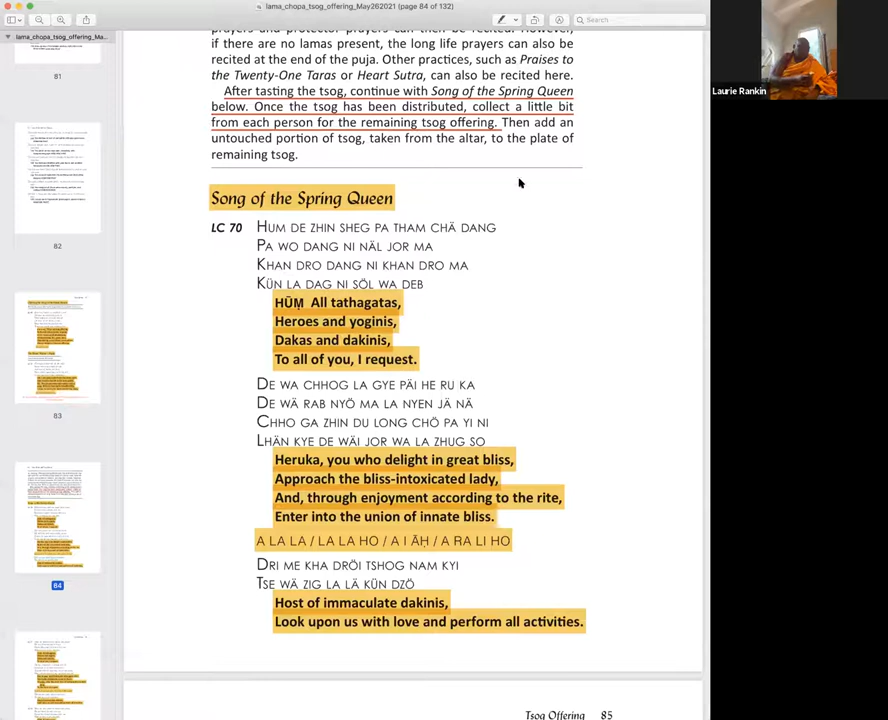 lama_chopa_tsog_offering_May262021 (page 84 of 132)
Search
lama_chopa_tsog_offering_M...
81
82
83
84
if there are no lamas present, the long life prayers can also be
recited at the end of the puja. Other practices, such as Praises to
the Twenty-One Taras or Heart Sutra, can also be recited here.
After tasting the tsog, continue with Song of the Spring Queen
below. Once the tsog has been distributed, collect a little bit
from each person for the remaining tsog offering. Then add an
untouched portion of tsog, taken from the altar, to the plate of
remaining tsog.
Song of the Spring Queen
LC 70 HUM DE ZHIN SHEG PA THAM CHÄ DANG
PA WO DANG NI NÄL JOR MA
KHAN DRO DANG NI KHAN DRO MA
KÜN LA DAG NI SÖL WA DEB
HŪṂ All tathagatas,
Heroes and yoginis,
Dakas and dakinis,
To all of you, I request.
DE WA CHHOG LA GYE PÄI HE RU KA
DE WÄ RAB NYÖ MA LA NYEN JÄ NÄ
CHHO GA ZHIN DU LONG CHÖ PA YI NI
LHÄN KYE DE WÄI JOR WA LA ZHUG SO
Heruka, you who delight in great bliss,
Approach the bliss-intoxicated lady,
And, through enjoyment according to the rite,
Enter into the union of innate bliss.
A LA LA / LA LA HO / A I ĀḤ / A RA LI HO
DRI ME KHA DRÖI TSHOG NAM KYI
TSE WÄ ZIG LA LÄ KÜN DZÖ
Host of immaculate dakinis,
Look upon us with love and perform all activities.
Tsog Offering 85
Laurie Rankin